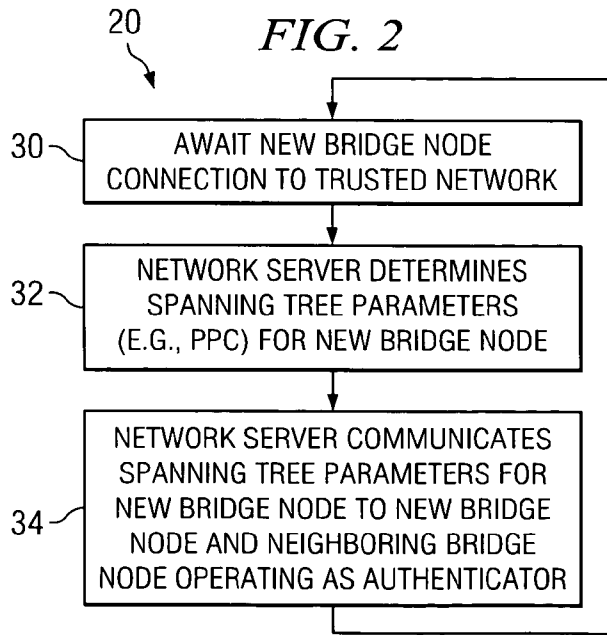 20
FIG. 2
30
AWAIT NEW BRIDGE NODE
CONNECTION TO TRUSTED NETWORK
32
NETWORK SERVER DETERMINES
SPANNING TREE PARAMETERS
(E.G., PPC) FOR NEW BRIDGE NODE
34
NETWORK SERVER COMMUNICATES
SPANNING TREE PARAMETERS FOR
NEW BRIDGE NODE TO NEW BRIDGE
NODE AND NEIGHBORING BRIDGE
NODE OPERATING AS AUTHENTICATOR